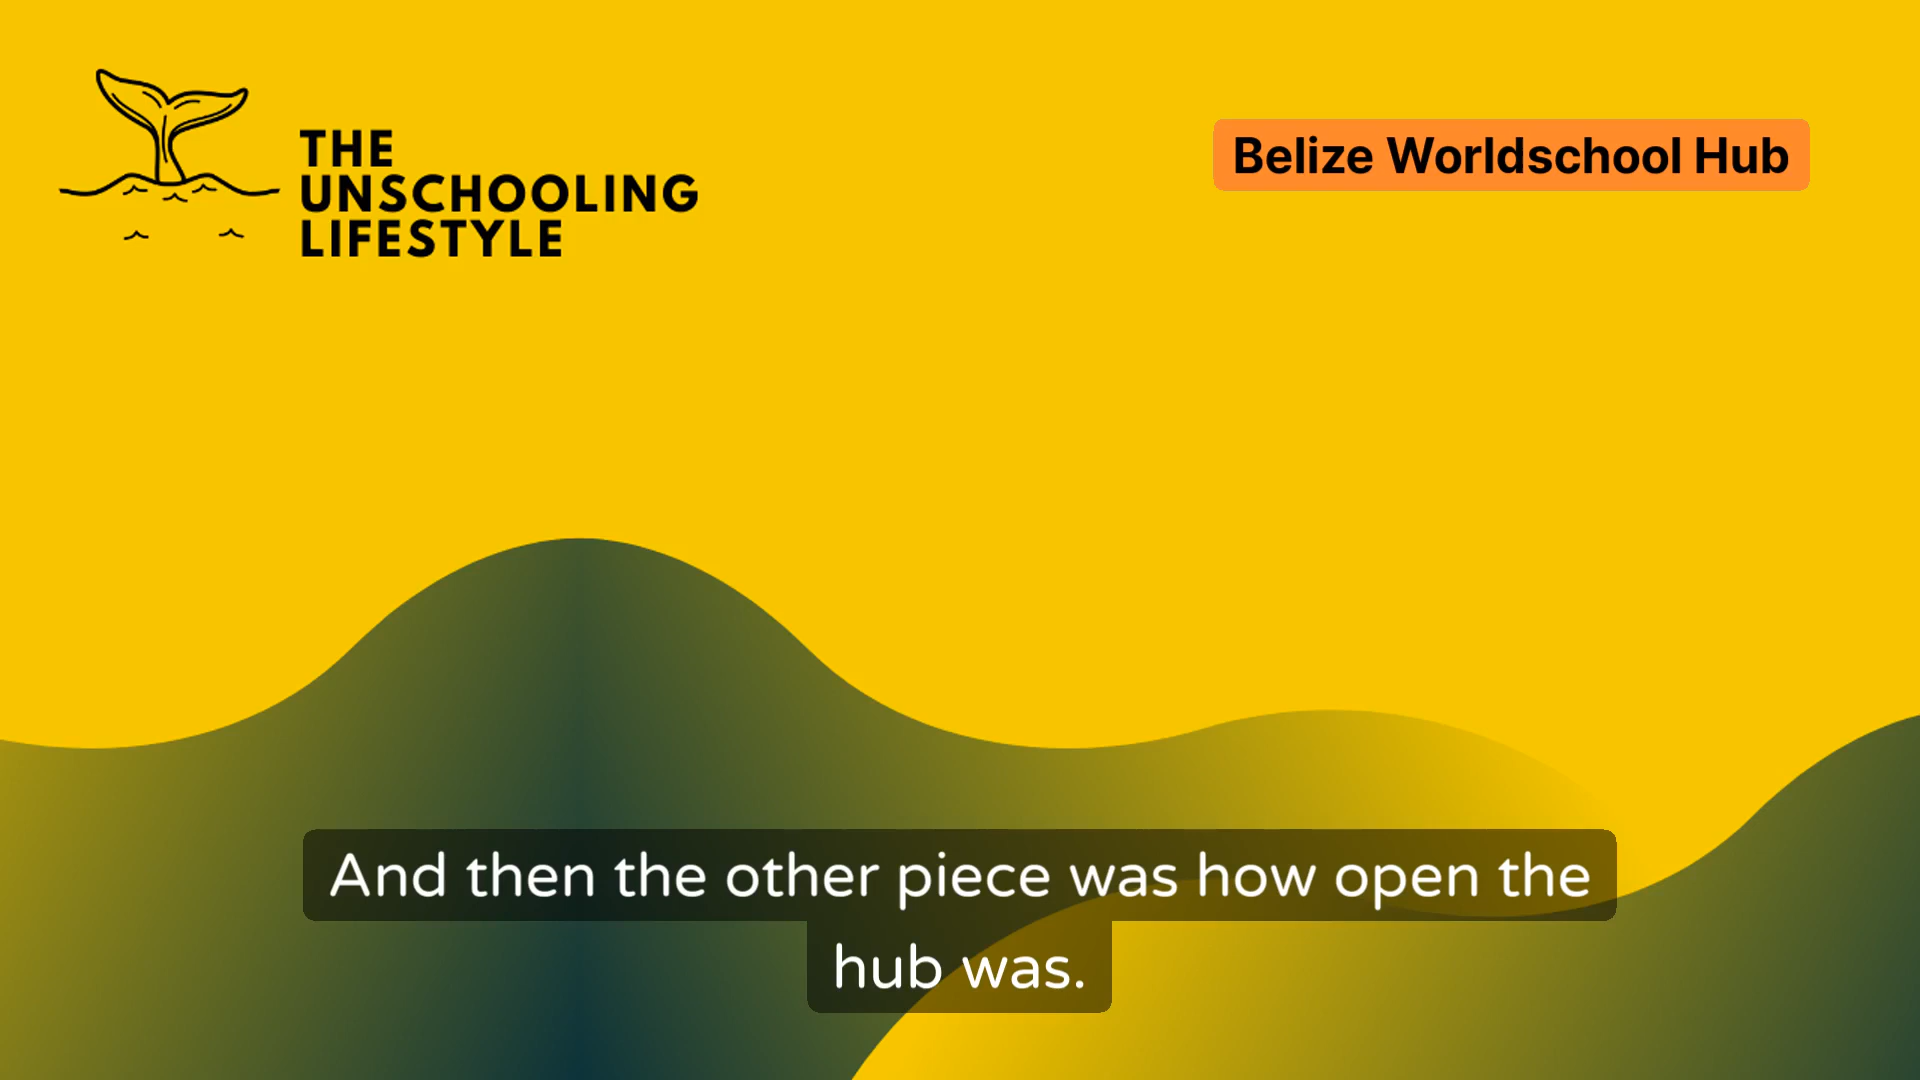 THE
UNSCHOOLING
LIFESTYLE
Belize Worldschool Hub
And then the other piece was how open the
hub was.